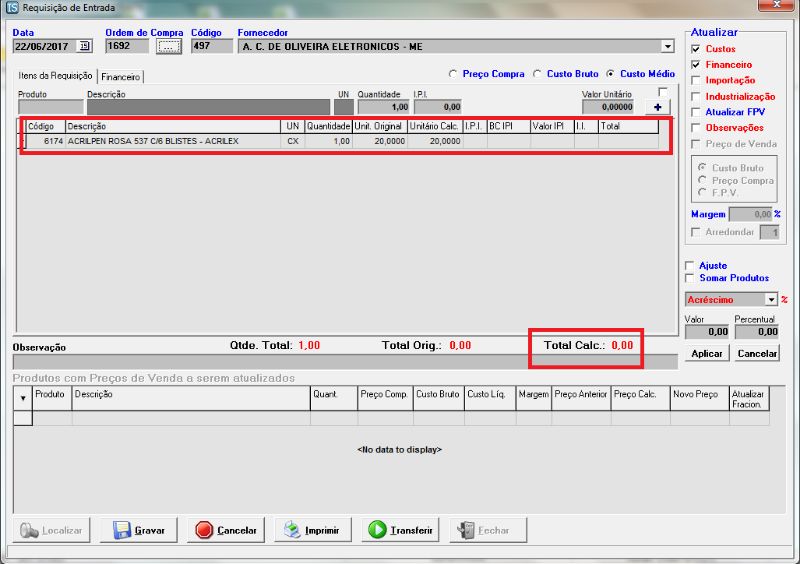 Requisição de Entrada
Data Ordem de Compra Código Fornecedor
22/06/2017 15 1692 ... 497 A. C. DE OLIVEIRA ELETRONICOS - ME
Itens da Requisição Financeiro
Preço Compra Custo Bruto Custo Médio
Produto Descrição UN Quantidade I.P.I. Valor Unitário
1,00 0,00 0,00000 +
Código Descrição UN Quantidade Unit. Original Unitário Calc. I.P.I. BC IPI Valor IPI I.I. Total
6174 ACRILPEN ROSA 537 C/6 BLISTES - ACRILEX CX 1,00 20,0000 20,0000
Observação Qtde. Total: 1,00 Total Orig.: 0,00 Total Calc.: 0,00
Atualizar
Custos
Financeiro
Importação
Industrialização
Atualizar FPV
Observações
Preço de Venda
Custo Bruto
Preço Compra
F.P.V.
Margem 0,00 %
Arredondar 1
Ajuste
Somar Produtos
Acréscimo %
Valor Percentual
0,00 0,00
Aplicar Cancelar
Produtos com Preços de Venda a serem atualizados
Produto Descrição Quant. Preço Comp. Custo Bruto Custo Líq. Margem Preço Anterior Preço Calc. Novo Preço Atualizar
Fracion.
<No data to display>
Localizar Gravar Cancelar Imprimir Transferir Fechar